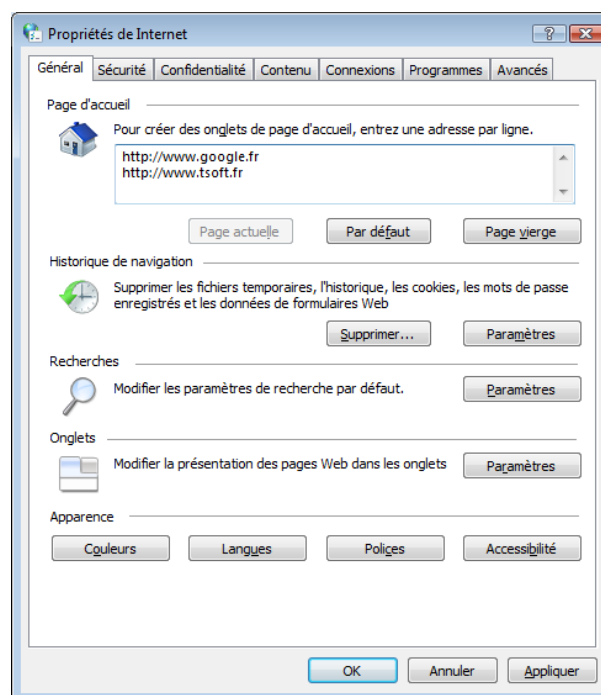 Propriétés de Internet
Général Sécurité Confidentialité Contenu Connexions Programmes Avancés
Page d'accueil
Pour créer des onglets de page d'accueil, entrez une adresse par ligne.
http://www.google.fr
http://www.tsoft.fr
Page actuelle Par défaut Page vierge
Historique de navigation
Supprimer les fichiers temporaires, l'historique, les cookies, les mots de passe
enregistrés et les données de formulaires Web
Supprimer... Paramètres
Recherches
Modifier les paramètres de recherche par défaut. Paramètres
Onglets
Modifier la présentation des pages Web dans les onglets Paramètres
Apparence
Couleurs Langues Polices Accessibilité
OK Annuler Appliquer